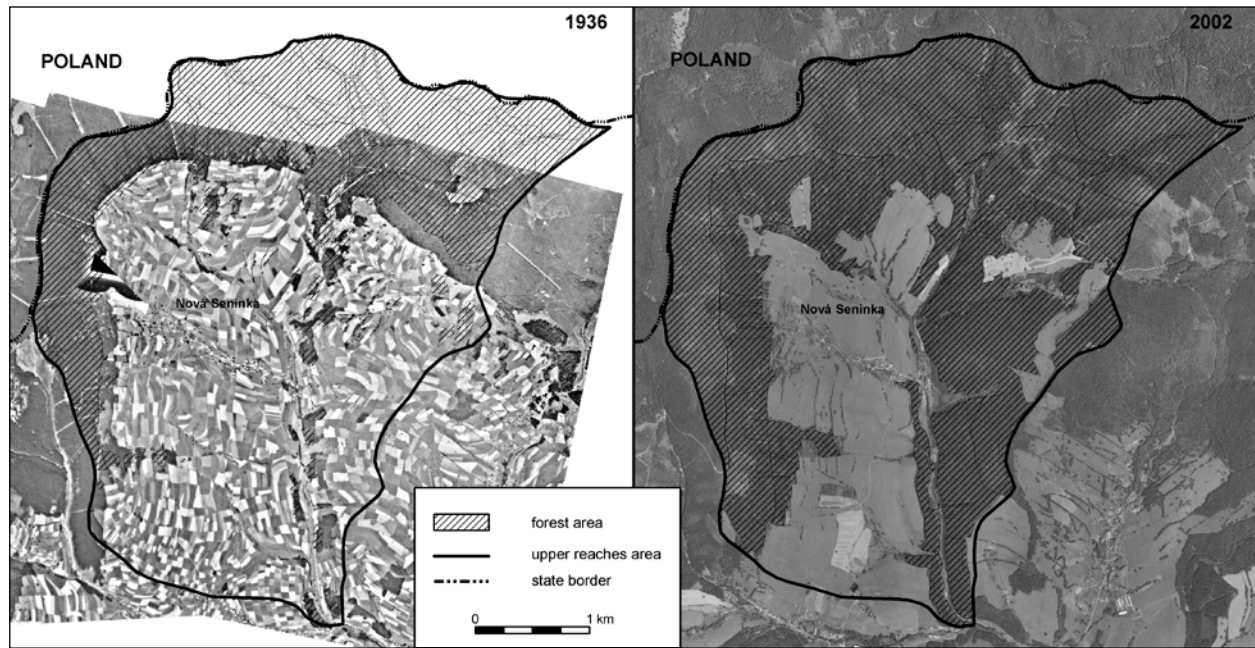 1936
POLAND
Nová Seninka
2002
POLAND
Nová Seninka
forest area
upper reaches area
state border
0 1 km